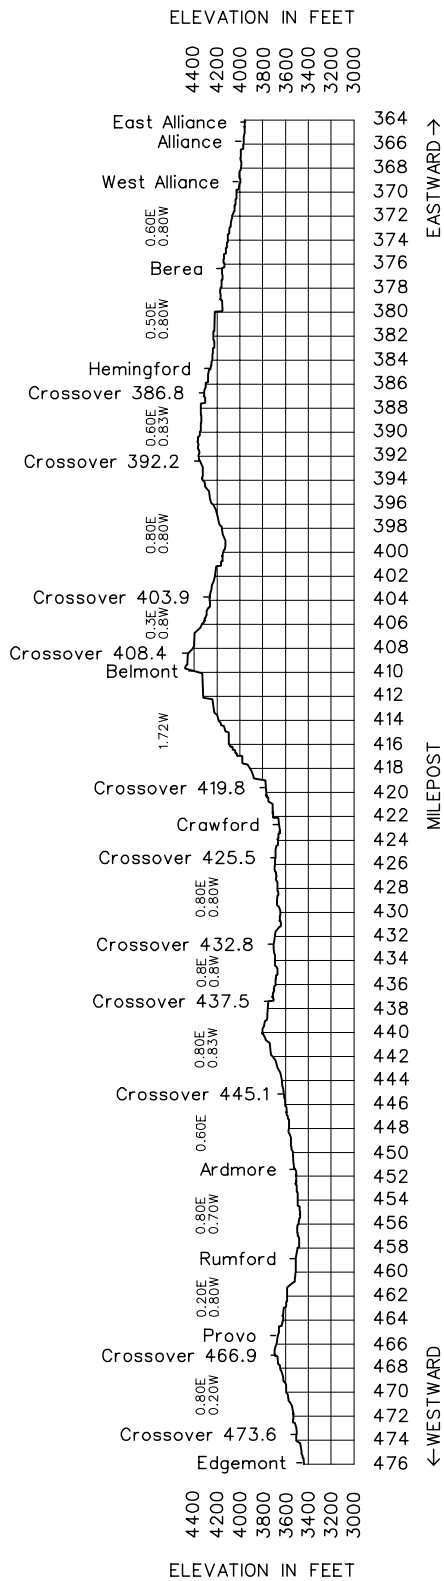 ELEVATION IN FEET
4400 4200 4000 3800 3600 3400 3200 3000
East Alliance 364
Alliance 366
368
West Alliance 370
0.60E 372
0.80W 374
Berea 376
378
0.50E 380
0.80W 382
Hemingford 384
Crossover 386.8 386
0.60E 388
0.83W 390
Crossover 392.2 392
394
396
0.80E 398
0.80W 400
402
Crossover 403.9 404
0.3E 406
0.8W
Crossover 408.4 408
Belmont 410
412
1.72W 414
416
418
Crossover 419.8 420
Crawford 422
424
Crossover 425.5 426
0.80E 428
0.80W 430
Crossover 432.8 432
0.8E 434
0.8W 436
Crossover 437.5 438
0.80E 440
0.83W 442
444
Crossover 445.1 446
0.60E 448
450
Ardmore 452
0.80E 454
0.70W 456
Rumford 458
460
0.20E 462
0.80W 464
Provo 466
Crossover 466.9 468
0.80E 470
0.20W 472
Crossover 473.6 474
Edgemont 476
EASTWARD→
MILEPOST
←WESTWARD
4400 4200 4000 3800 3600 3400 3200 3000
ELEVATION IN FEET